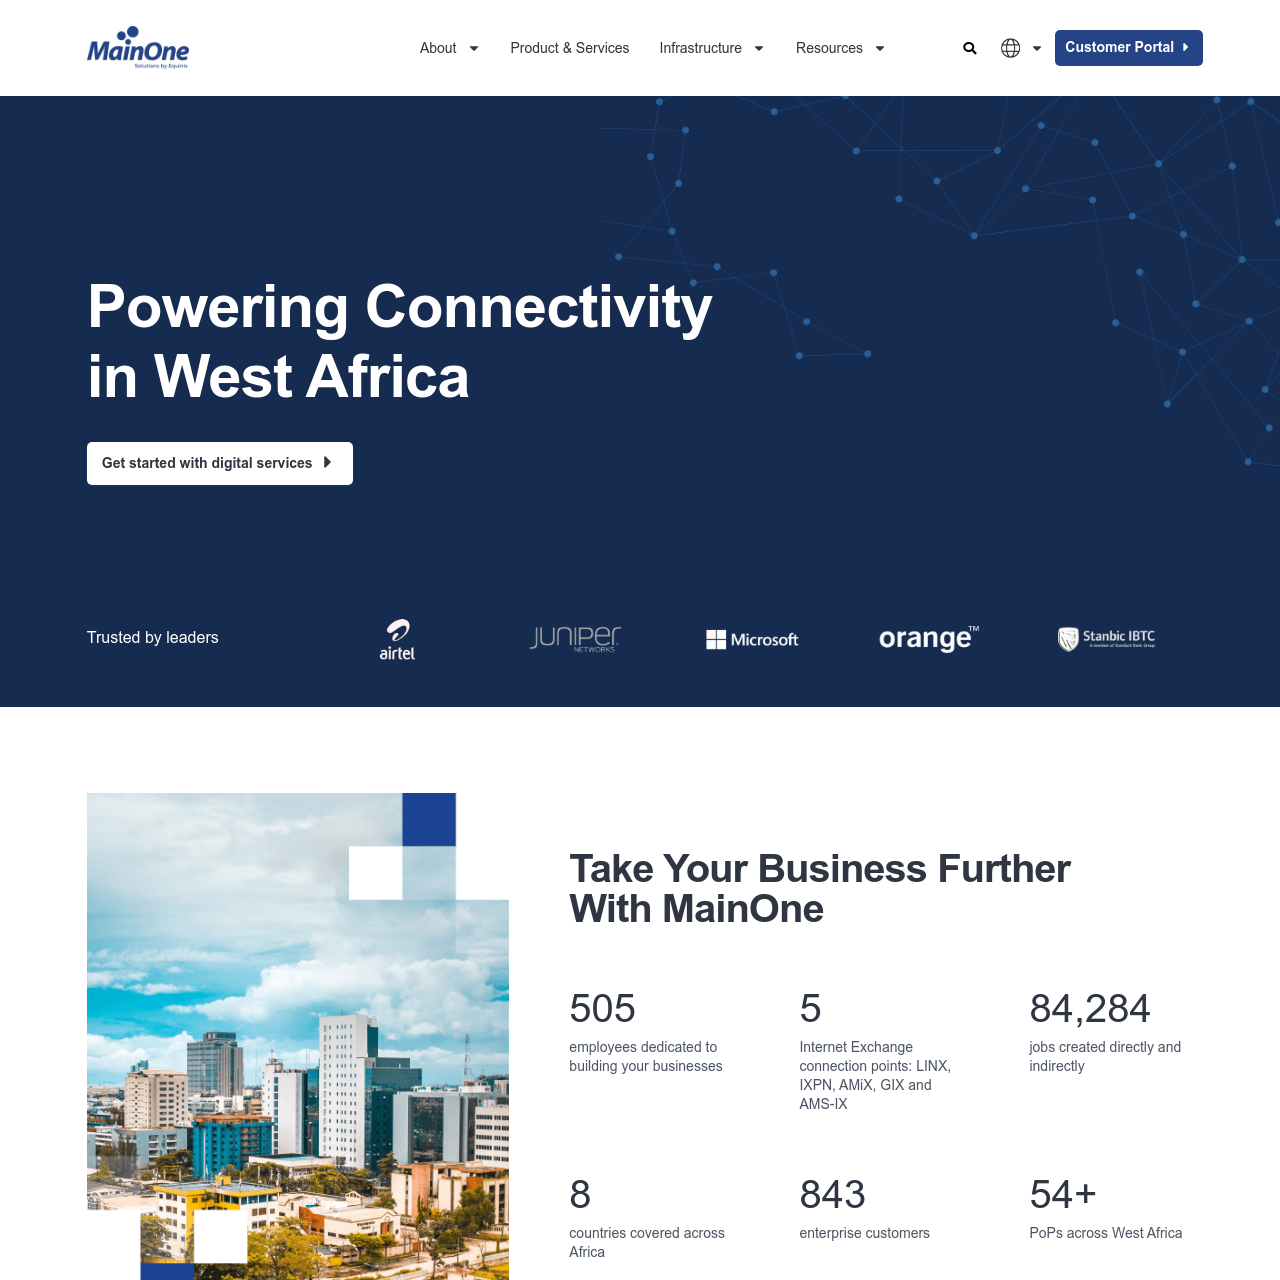 MainOne
Solutions by Equinix
About
Product & Services
Infrastructure
Resources
Customer Portal
Powering Connectivity
in West Africa
Get started with digital services
Trusted by leaders
airtel
JUNIPER
NETWORKS
Microsoft
orange™
Stanbic IBTC
A member of Standard Bank Group
Take Your Business Further
With MainOne
505
employees dedicated to
building your businesses
5
Internet Exchange
connection points: LINX,
IXPN, AMiX, GIX and
AMS-IX
84,284
jobs created directly and
indirectly
8
countries covered across
Africa
843
enterprise customers
54+
PoPs across West Africa